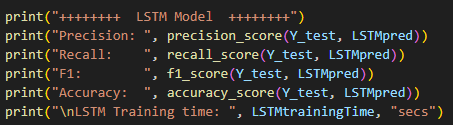 print("++++++++  LSTM Model  ++++++++")
print("Precision: ", precision_score(Y_test, LSTMpred))
print("Recall:    ", recall_score(Y_test, LSTMpred))
print("F1:        ", f1_score(Y_test, LSTMpred))
print("Accuracy:  ", accuracy_score(Y_test, LSTMpred))
print("\nLSTM Training time: ", LSTMtrainingTime, "secs")